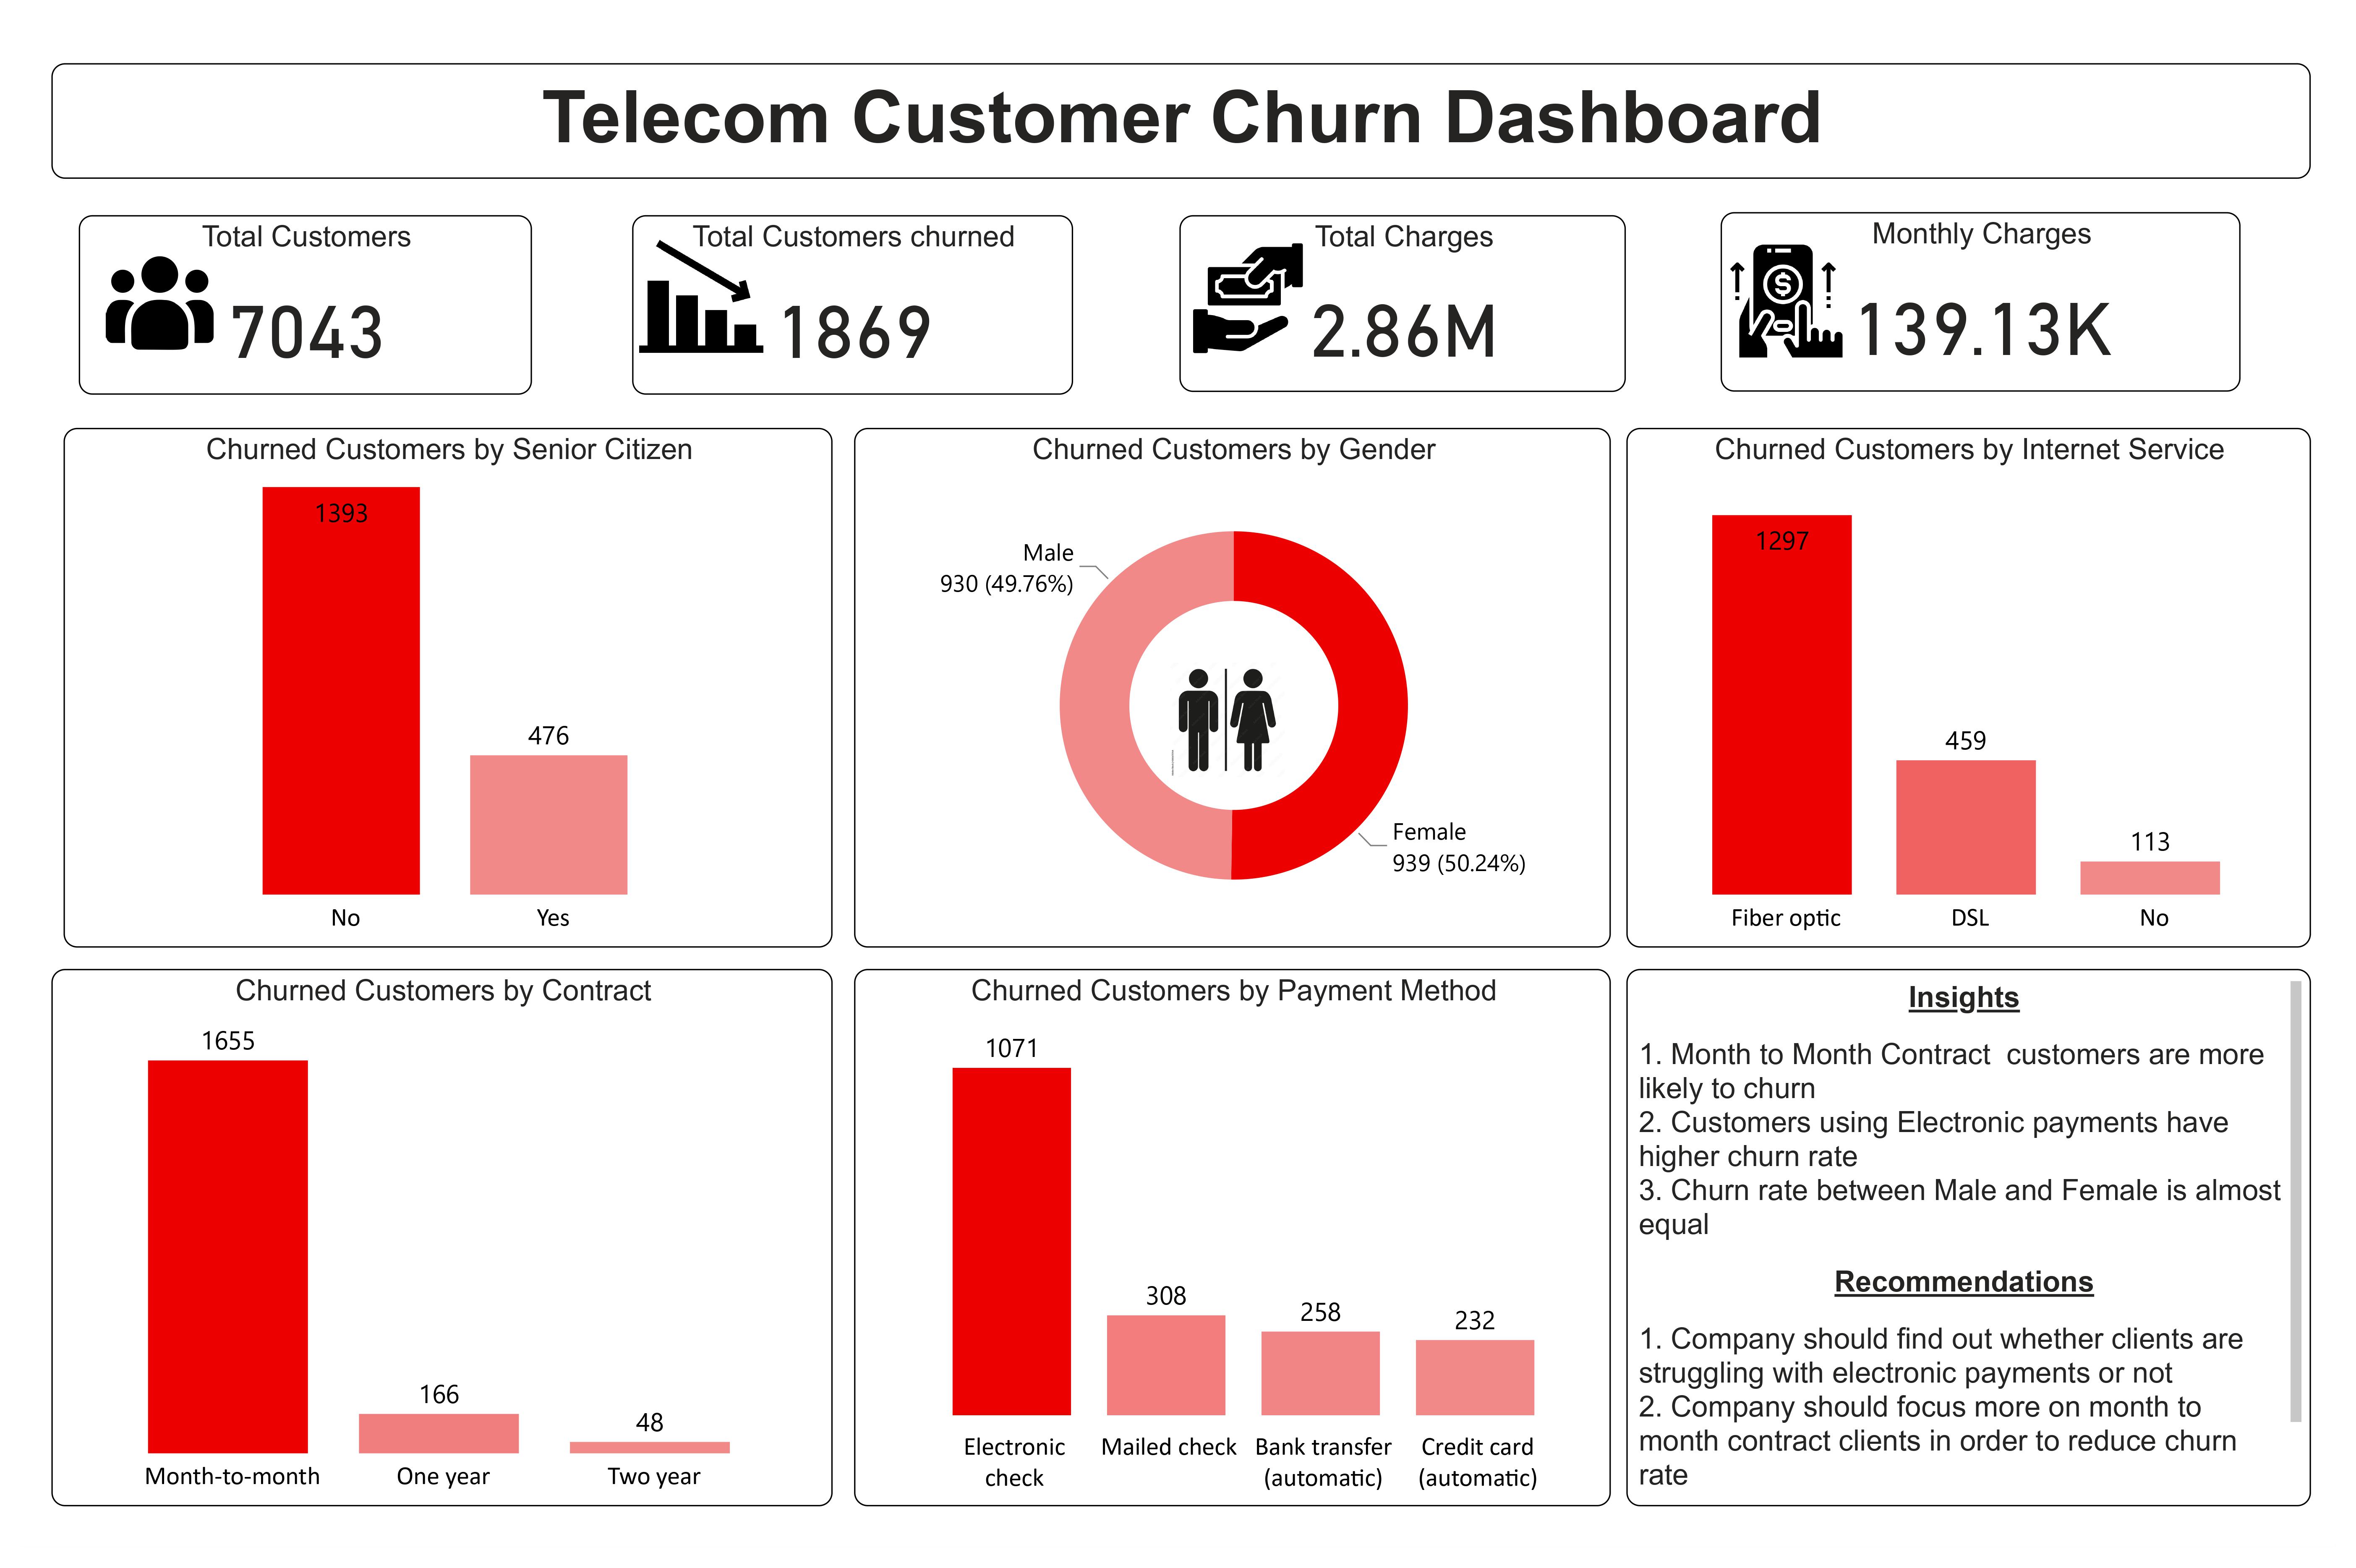 Telecom Customer Churn Dashboard
Total Customers
7043
Total Customers churned
1869
Total Charges
2.86M
Monthly Charges
139.13K
Churned Customers by Senior Citizen
1393
476
No
Yes
Churned Customers by Gender
Male
930 (49.76%)
Female
939 (50.24%)
Churned Customers by Internet Service
1297
459
113
Fiber optic
DSL
No
Churned Customers by Contract
1655
166
48
Month-to-month
One year
Two year
Churned Customers by Payment Method
1071
308
258
232
Electronic
check
Mailed check
Bank transfer
(automatic)
Credit card
(automatic)
Insights
1. Month to Month Contract  customers are more
likely to churn
2. Customers using Electronic payments have
higher churn rate
3. Churn rate between Male and Female is almost
equal
Recommendations
1. Company should find out whether clients are
struggling with electronic payments or not
2. Company should focus more on month to
month contract clients in order to reduce churn
rate